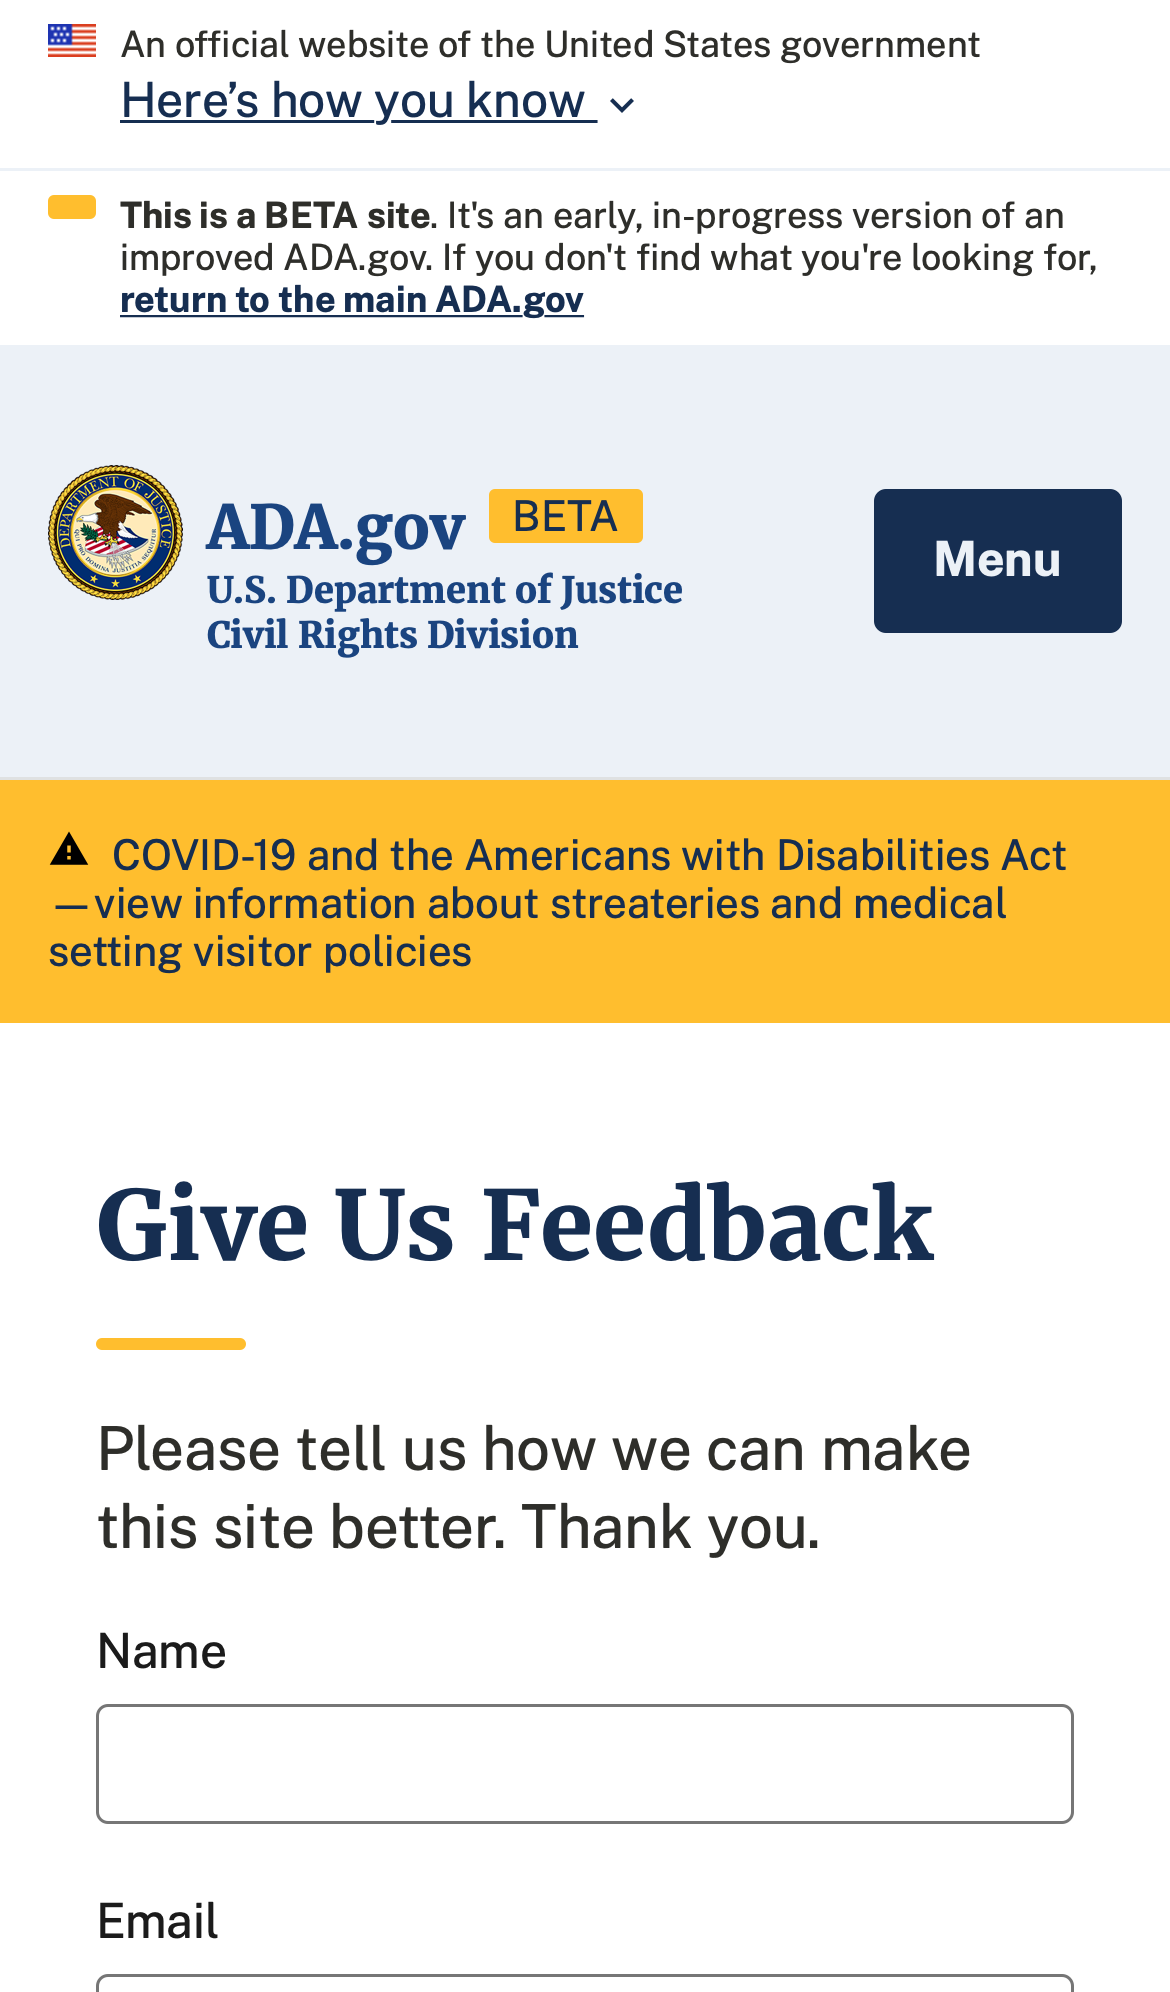 An official website of the United States government
Here’s how you know
This is a BETA site. It's an early, in-progress version of an
improved ADA.gov. If you don't find what you're looking for,
return to the main ADA.gov
DEPARTMENT OF JUSTICE
QUI PRO DOMINA JUSTITIA SEQUITUR
ADA.gov BETA
U.S. Department of Justice
Civil Rights Division
Menu
COVID-19 and the Americans with Disabilities Act
—view information about streateries and medical
setting visitor policies
Give Us Feedback
Please tell us how we can make
this site better. Thank you.
Name
Email